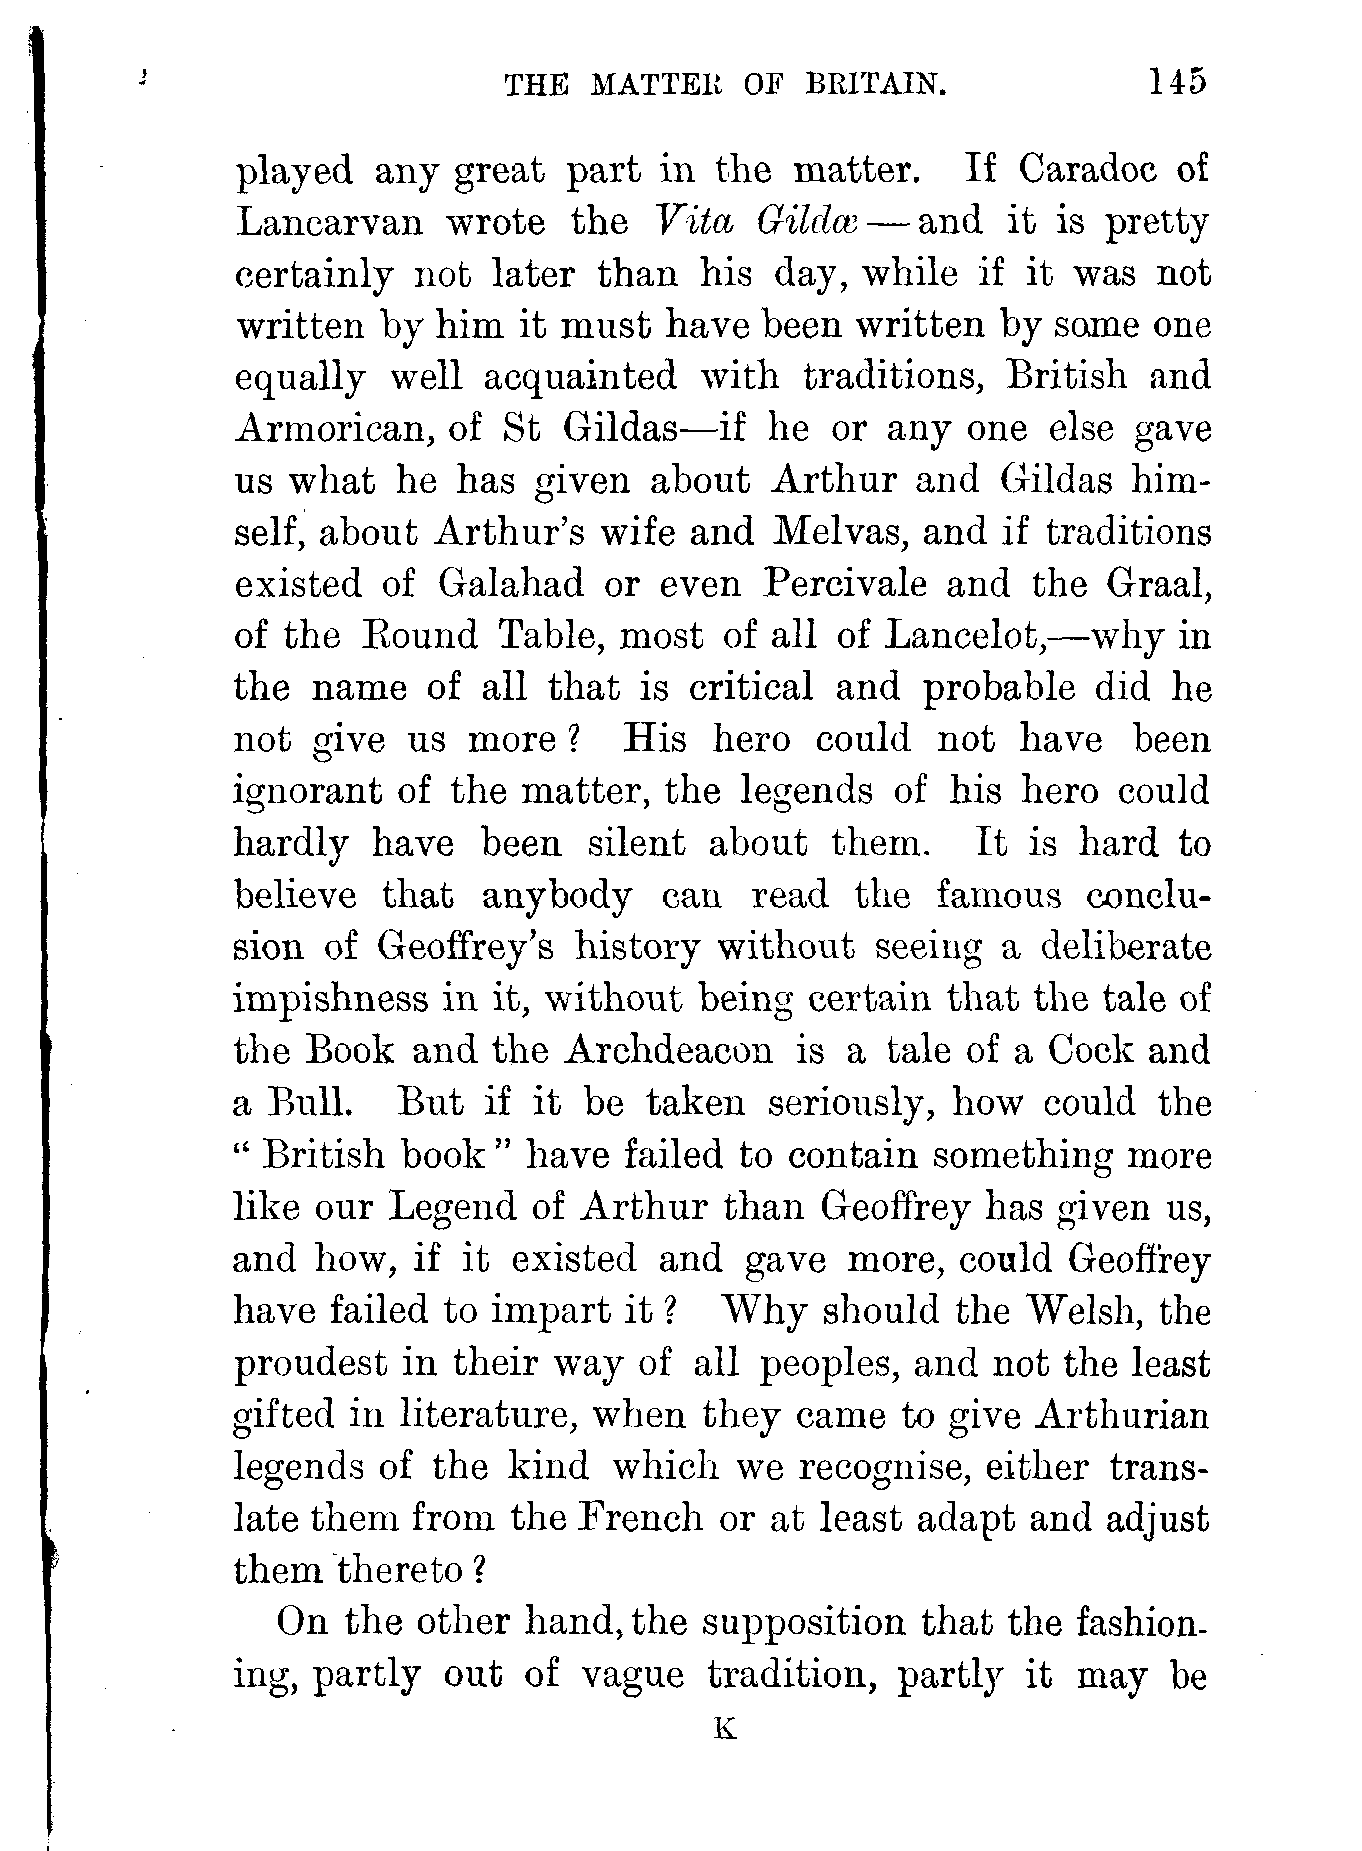 THE MATTER OF BRITAIN. 145
played any great part in the matter. If Caradoc of
Lancarvan wrote the Vita Gildæ — and it is pretty
certainly not later than his day, while if it was not
written by him it must have been written by some one
equally well acquainted with traditions, British and
Armorican, of St Gildas—if he or any one else gave
us what he has given about Arthur and Gildas him-
self, about Arthur's wife and Melvas, and if traditions
existed of Galahad or even Percivale and the Graal,
of the Round Table, most of all of Lancelot,—why in
the name of all that is critical and probable did he
not give us more? His hero could not have been
ignorant of the matter, the legends of his hero could
hardly have been silent about them. It is hard to
believe that anybody can read the famous conclu-
sion of Geoffrey's history without seeing a deliberate
impishness in it, without being certain that the tale of
the Book and the Archdeacon is a tale of a Cock and
a Bull. But if it be taken seriously, how could the
"British book" have failed to contain something more
like our Legend of Arthur than Geoffrey has given us,
and how, if it existed and gave more, could Geoffrey
have failed to impart it? Why should the Welsh, the
proudest in their way of all peoples, and not the least
gifted in literature, when they came to give Arthurian
legends of the kind which we recognise, either trans-
late them from the French or at least adapt and adjust
them thereto?
On the other hand, the supposition that the fashion-
ing, partly out of vague tradition, partly it may be
K